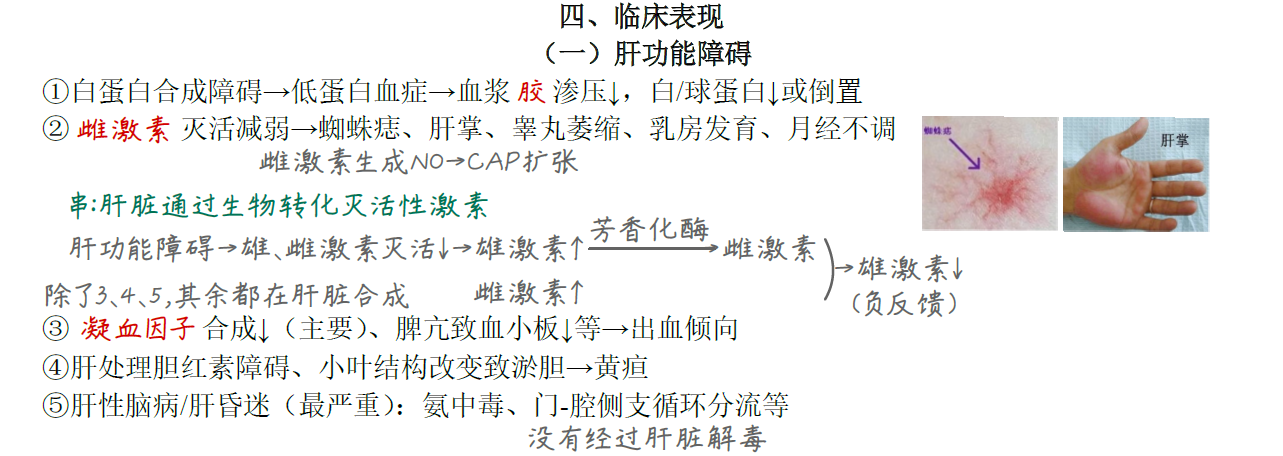 四、临床表现
（一）肝功能障碍
①白蛋白合成障碍→低蛋白血症→血浆 胶 渗压↓，白/球蛋白↓或倒置
② 雌激素 灭活减弱→蜘蛛痣、肝掌、睾丸萎缩、乳房发育、月经不调
蜘蛛痣
肝掌
雌激素生成NO→CAP扩张
串:肝脏通过生物转化灭活性激素
芳香化酶
肝功能障碍→雄、雌激素灭活↓→雄激素↑→雌激素
→雄激素↓
除了3、4、5,其余都在肝脏合成 雌激素↑
(负反馈)
③ 凝血因子 合成↓（主要）、脾亢致血小板↓等→出血倾向
④肝处理胆红素障碍、小叶结构改变致淤胆→黄疸
⑤肝性脑病/肝昏迷（最严重）：氨中毒、门-腔侧支循环分流等
没有经过肝脏解毒